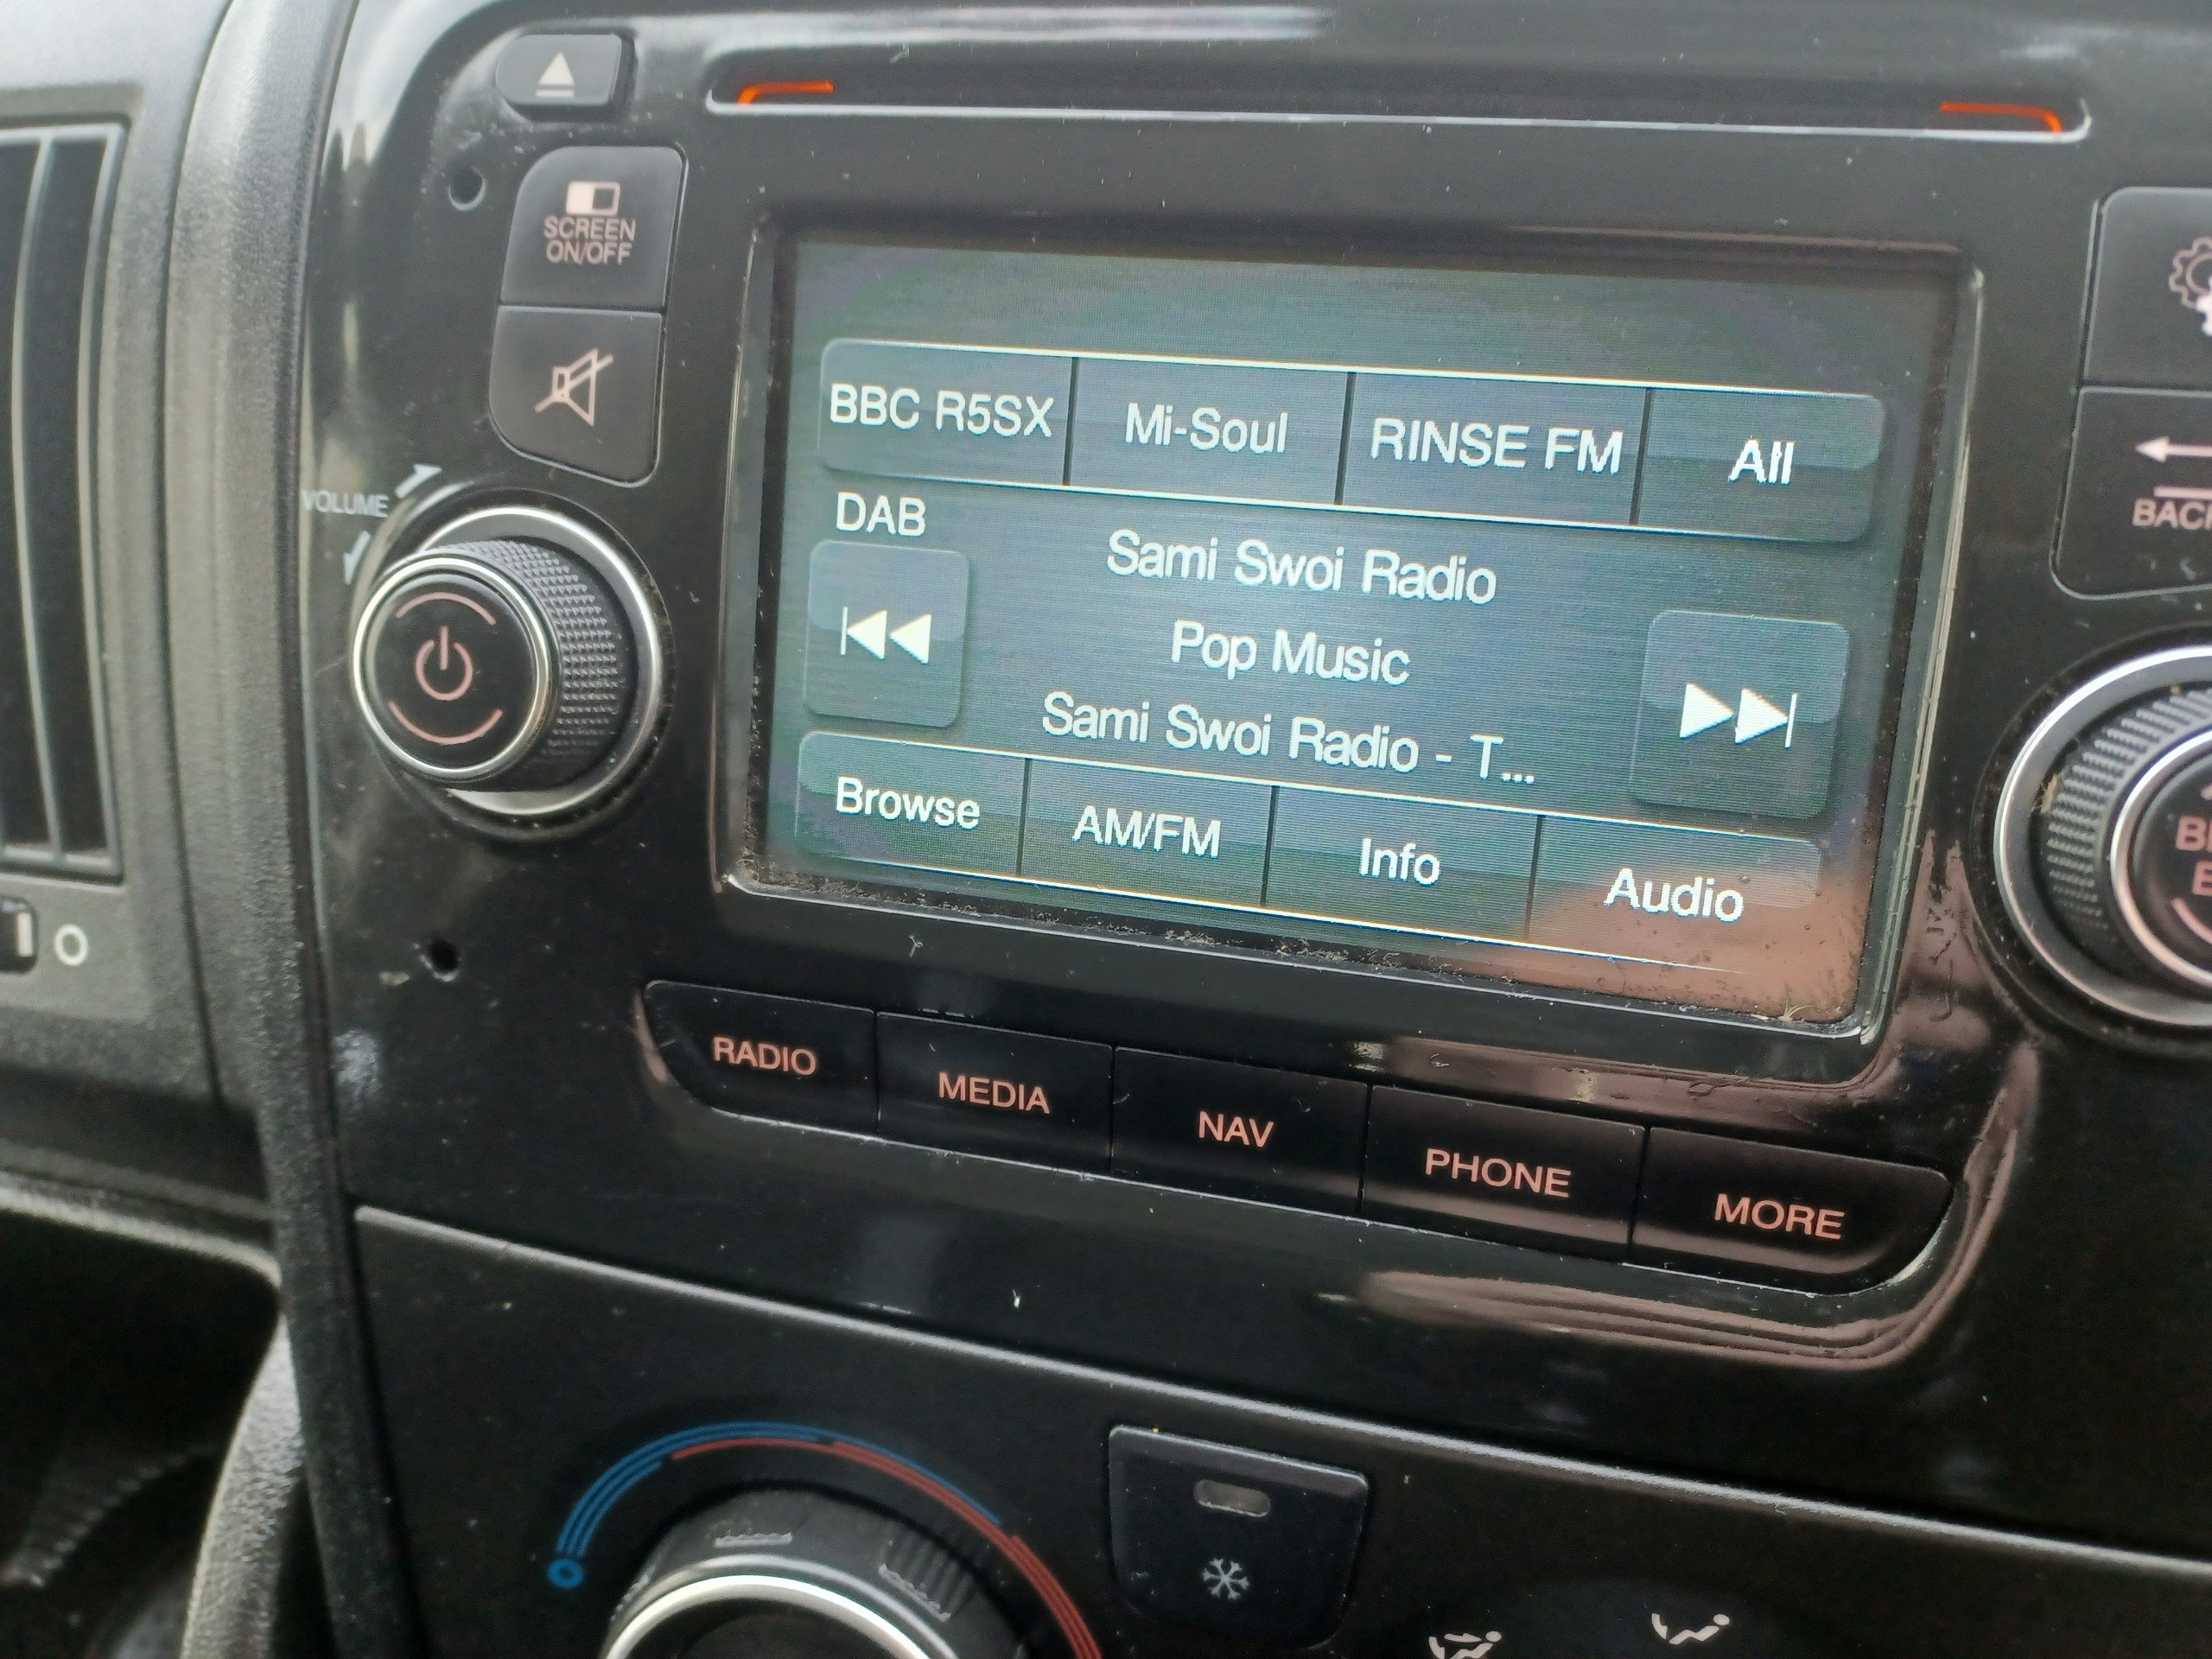 SCREEN
ON/OFF
VOLUME
BBC R5SX
Mi-Soul
RINSE FM
All
DAB
Sami Swoi Radio
Pop Music
Sami Swoi Radio - T...
Browse
AM/FM
Info
Audio
RADIO
MEDIA
NAV
PHONE
MORE
O